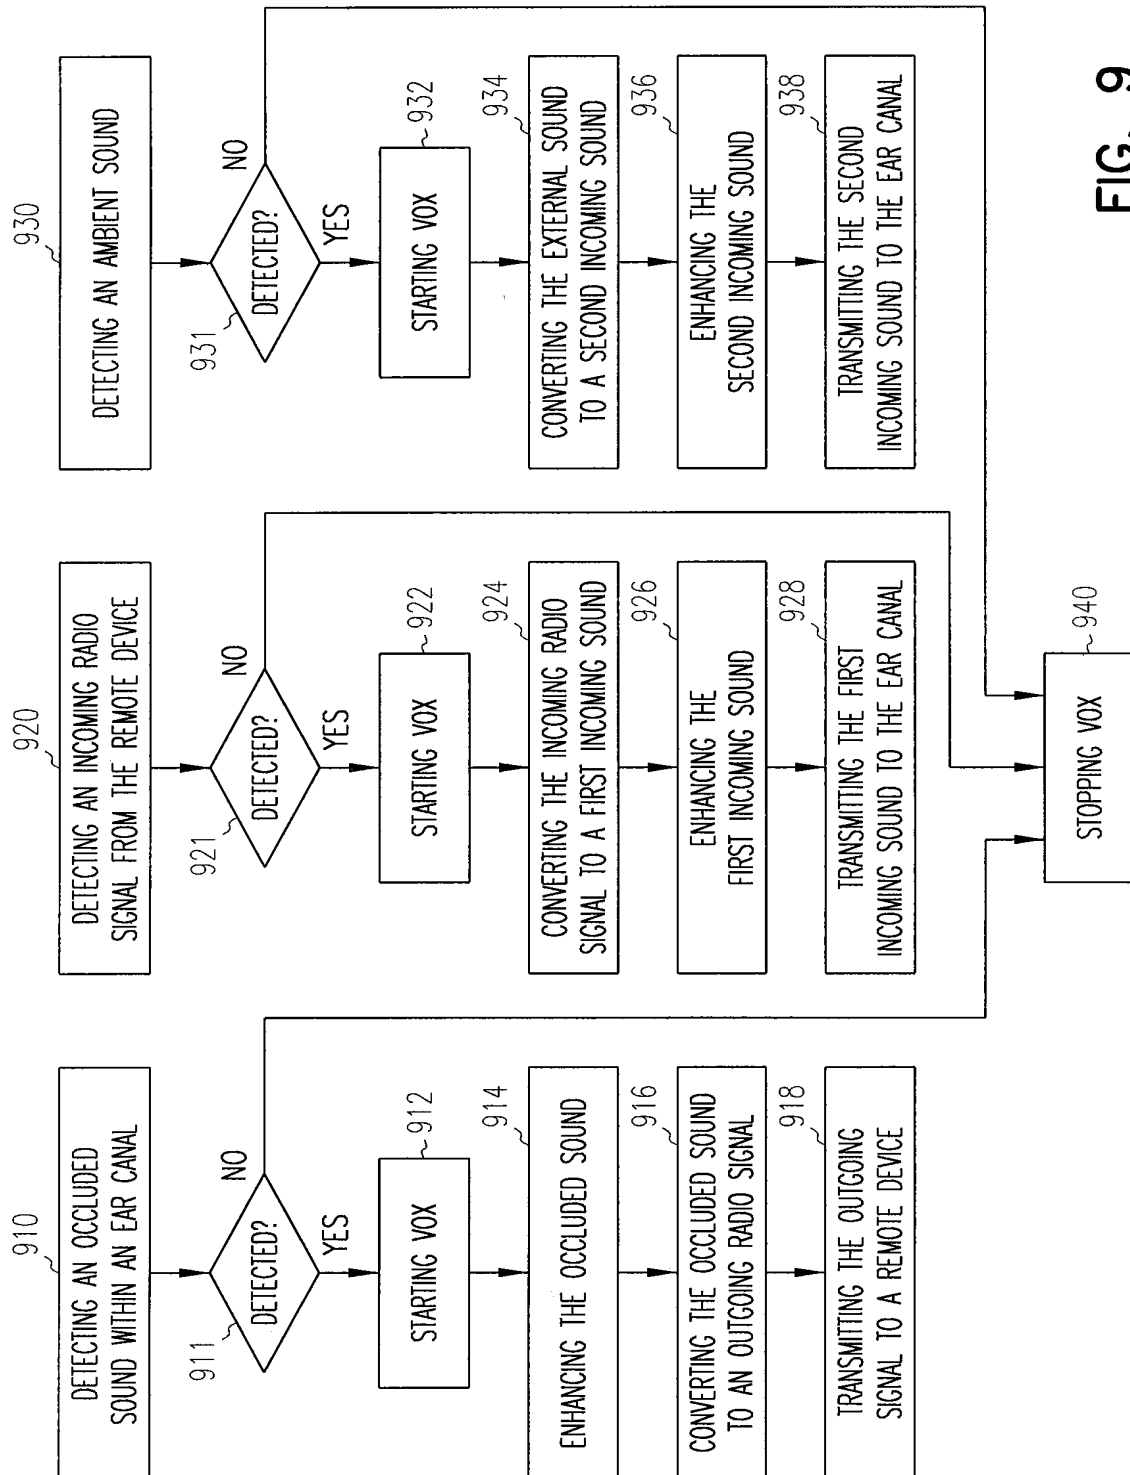 910
DETECTING AN OCCLUDED
SOUND WITHIN AN EAR CANAL
911
DETECTED?
NO
YES
912
STARTING VOX
914
ENHANCING THE OCCLUDED SOUND
916
CONVERTING THE OCCLUDED SOUND
TO AN OUTGOING RADIO SIGNAL
918
TRANSMITTING THE OUTGOING
SIGNAL TO A REMOTE DEVICE
920
DETECTING AN INCOMING RADIO
SIGNAL FROM THE REMOTE DEVICE
921
DETECTED?
NO
YES
922
STARTING VOX
924
CONVERTING THE INCOMING RADIO
SIGNAL TO A FIRST INCOMING SOUND
926
ENHANCING THE
FIRST INCOMING SOUND
928
TRANSMITTING THE FIRST
INCOMING SOUND TO THE EAR CANAL
930
DETECTING AN AMBIENT SOUND
931
DETECTED?
NO
YES
932
STARTING VOX
934
CONVERTING THE EXTERNAL SOUND
TO A SECOND INCOMING SOUND
936
ENHANCING THE
SECOND INCOMING SOUND
938
TRANSMITTING THE SECOND
INCOMING SOUND TO THE EAR CANAL
940
STOPPING VOX
FIG. 9